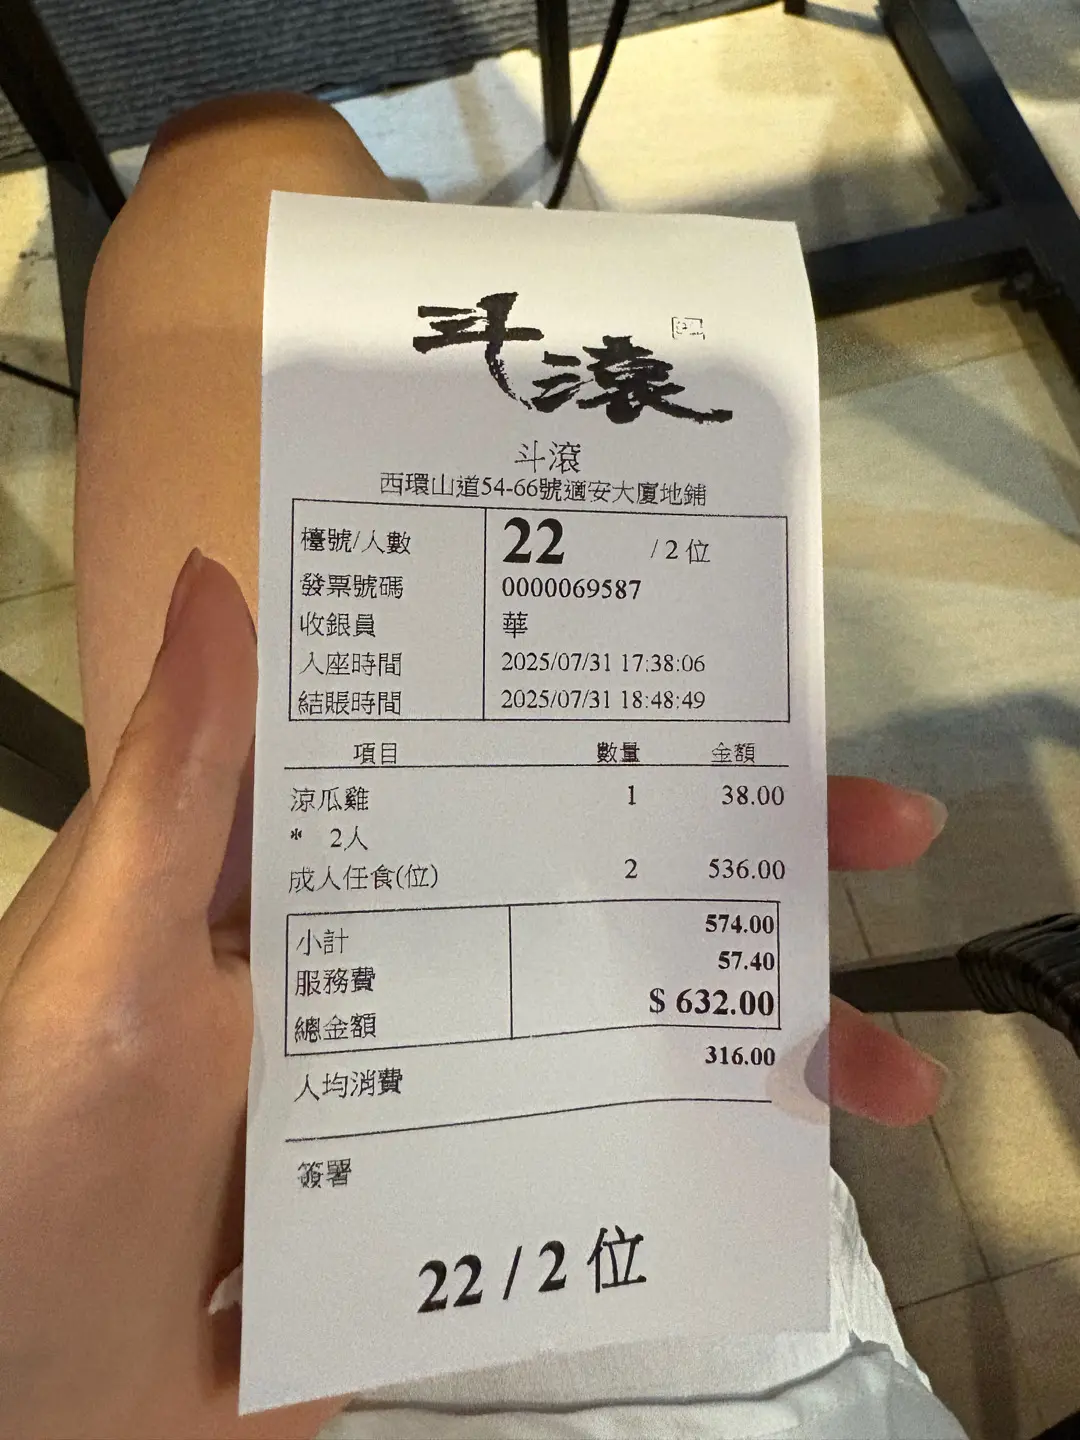 斗滾
斗滾
西環山道54-66號適安大廈地鋪
檯號/人數 22 / 2 位
發票號碼 0000069587
收銀員 華
入座時間 2025/07/31 17:38:06
結賬時間 2025/07/31 18:48:49
項目 數量 金額
涼瓜雞 1 38.00
* 2人
成人任食(位) 2 536.00
小計 574.00
服務費 57.40
總金額 $ 632.00
人均消費 316.00
簽署
22 / 2 位